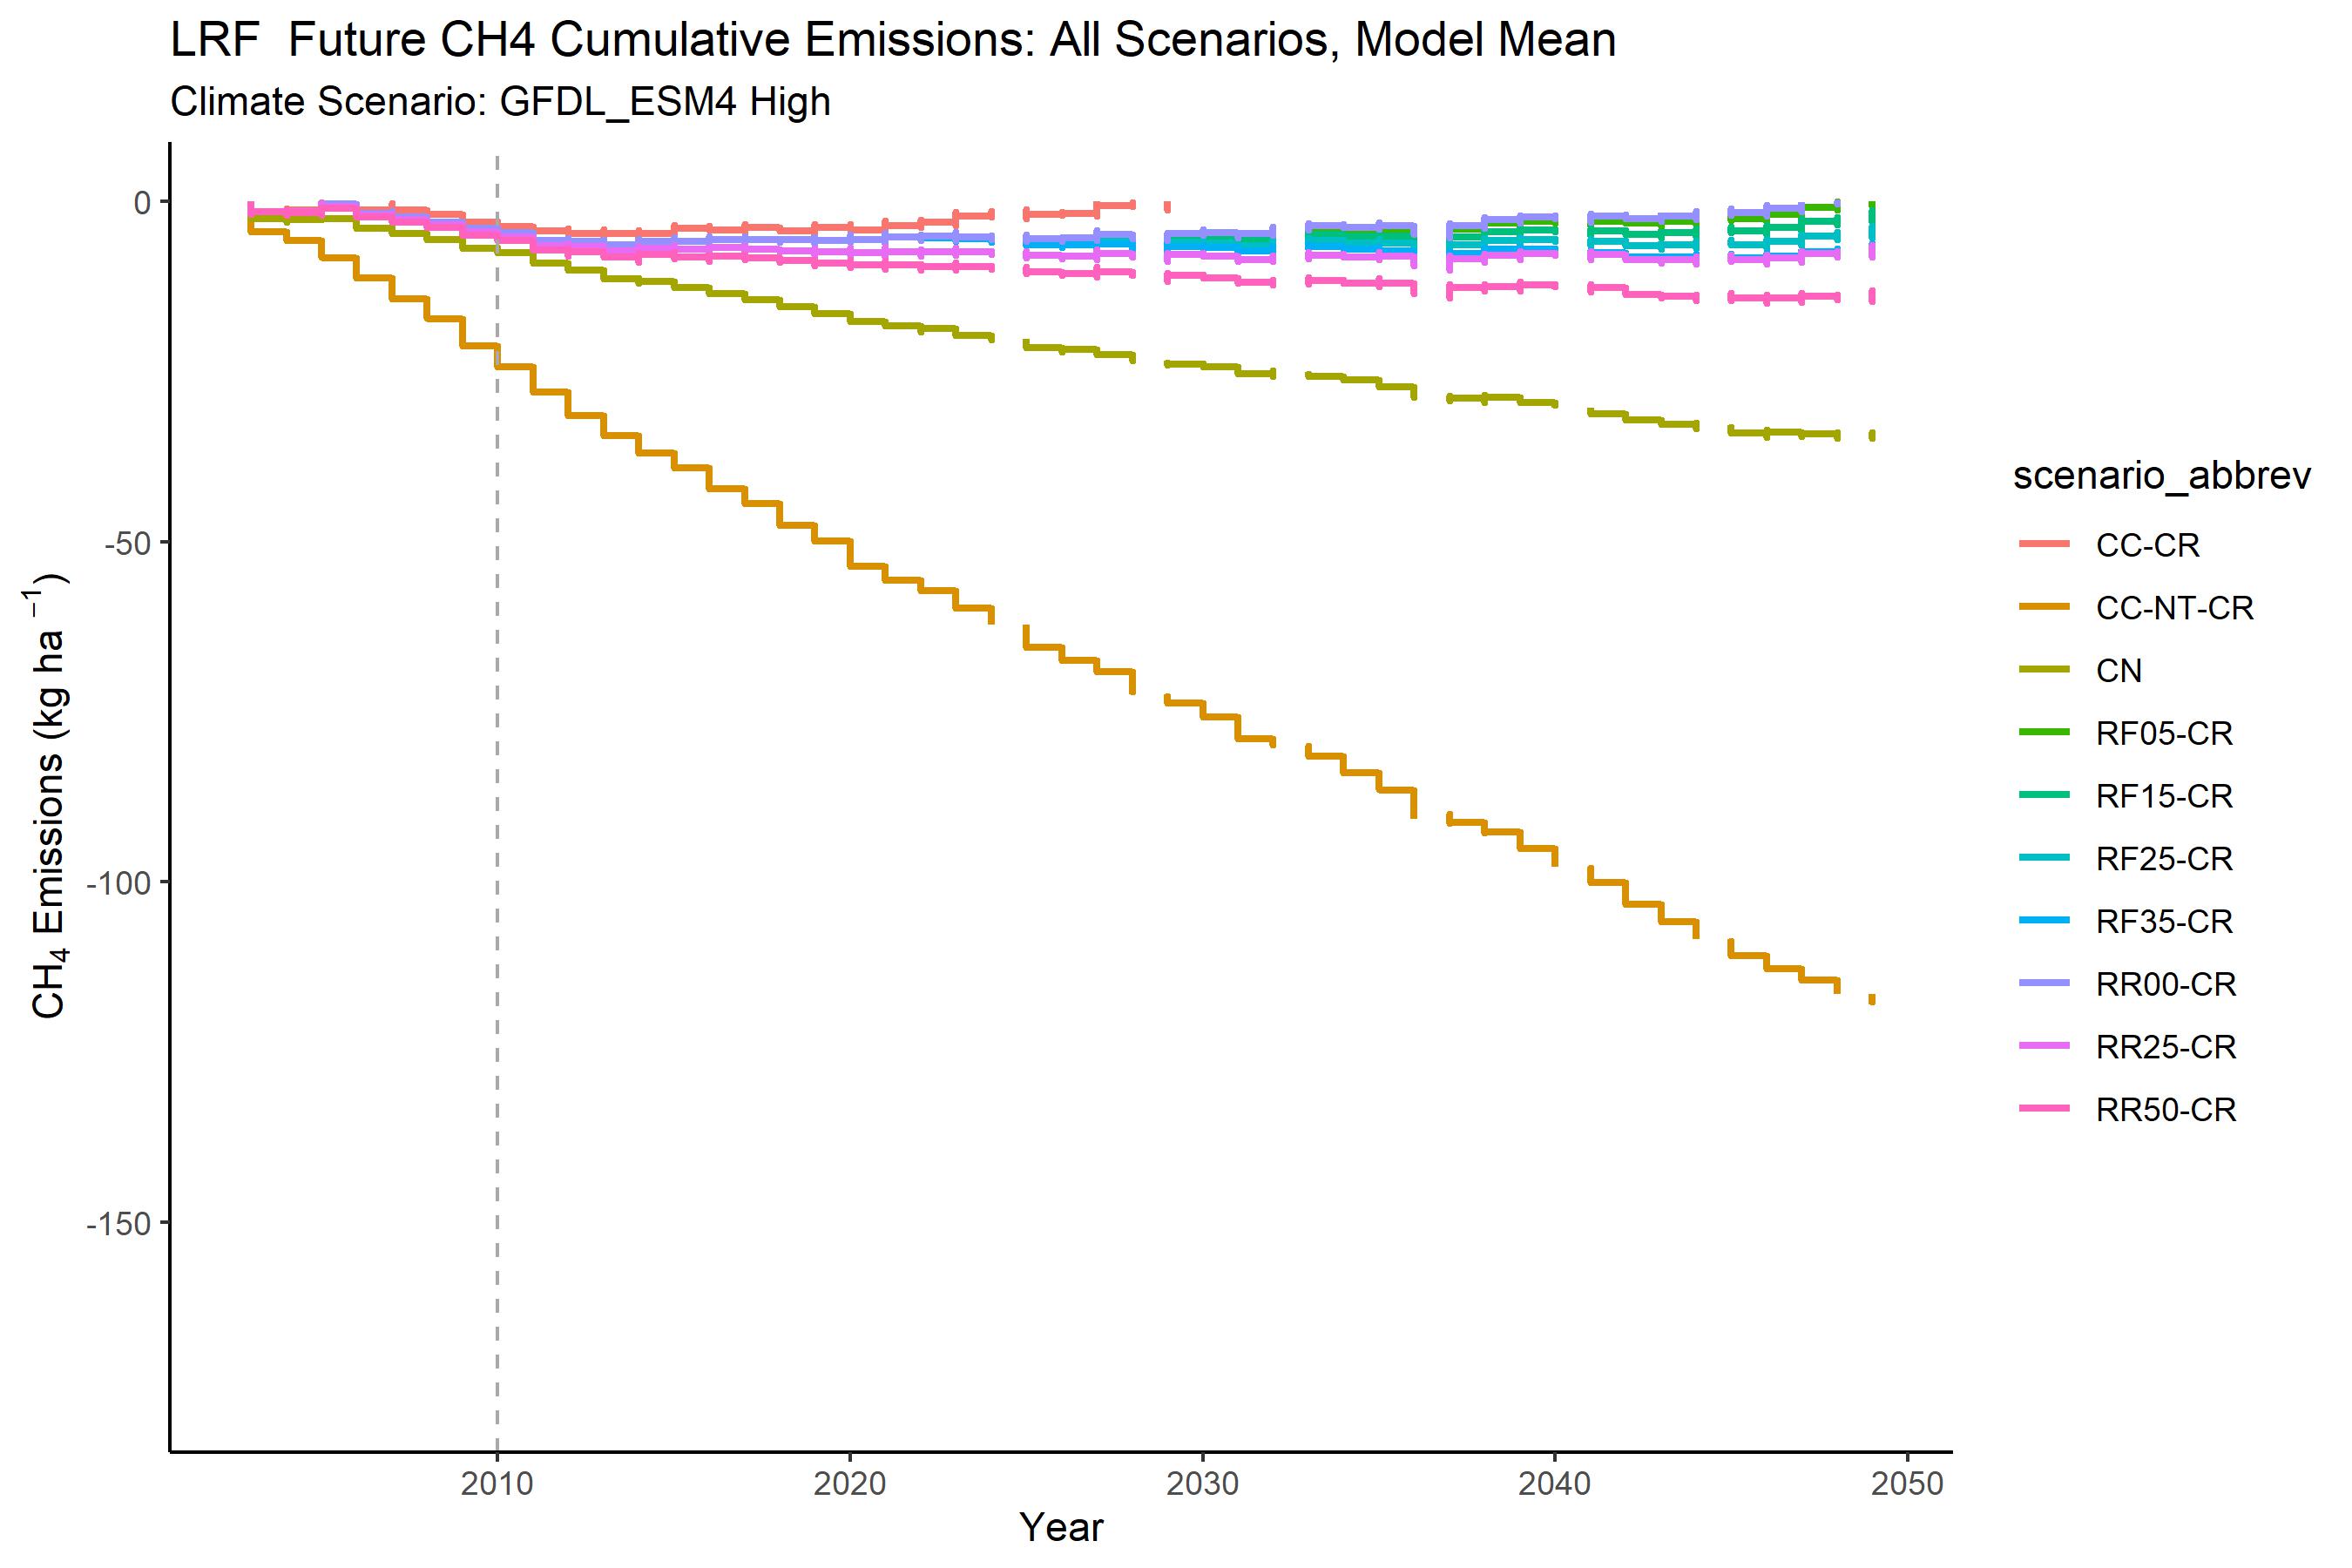 LRF  Future CH4 Cumulative Emissions: All Scenarios, Model Mean
Climate Scenario: GFDL_ESM4 High
CH₄ Emissions (kg ha ⁻¹)
0
-50
-100
-150
2010
2020
2030
2040
2050
Year
scenario_abbrev
CC-CR
CC-NT-CR
CN
RF05-CR
RF15-CR
RF25-CR
RF35-CR
RR00-CR
RR25-CR
RR50-CR